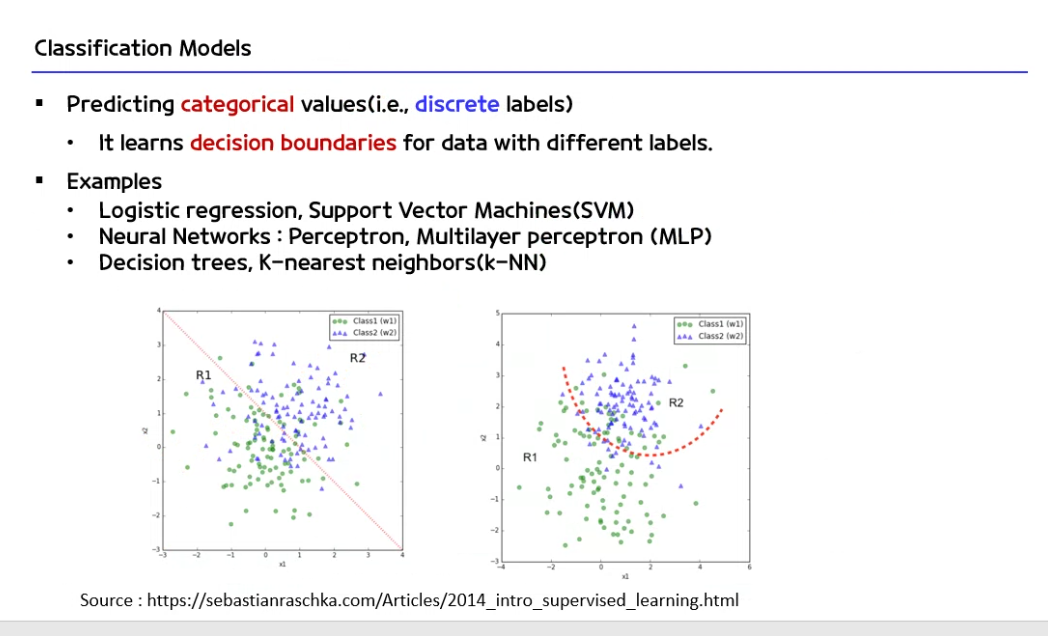 Classification Models
▪ Predicting categorical values(i.e., discrete labels)
• It learns decision boundaries for data with different labels.
▪ Examples
• Logistic regression, Support Vector Machines(SVM)
• Neural Networks : Perceptron, Multilayer perceptron (MLP)
• Decision trees, K-nearest neighbors(k-NN)
Class1 (w1)
Class2 (w2)
R1
R2
4
3
2
1
0
-1
-2
-3
-3 -2 -1 0 1 2 3 4
x1
x2
Class1 (w1)
Class2 (w2)
R2
R1
5
4
3
2
1
0
-1
-2
-3
-4 -2 0 2 4 6
x1
x2
Source : https://sebastianraschka.com/Articles/2014_intro_supervised_learning.html